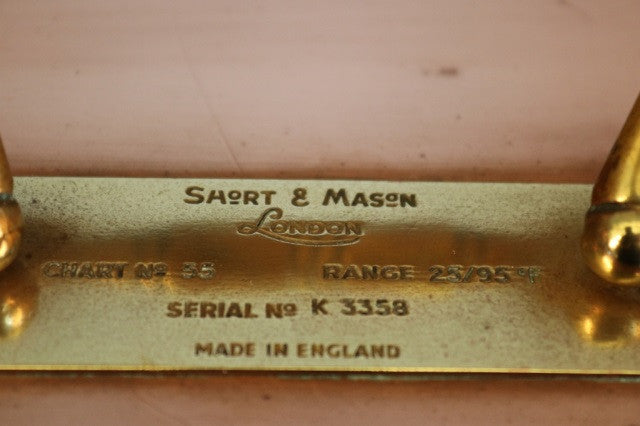 SHORT & MASON
LONDON
CHART Nº 55
RANGE 25/95 °F
SERIAL Nº K 3358
MADE IN ENGLAND